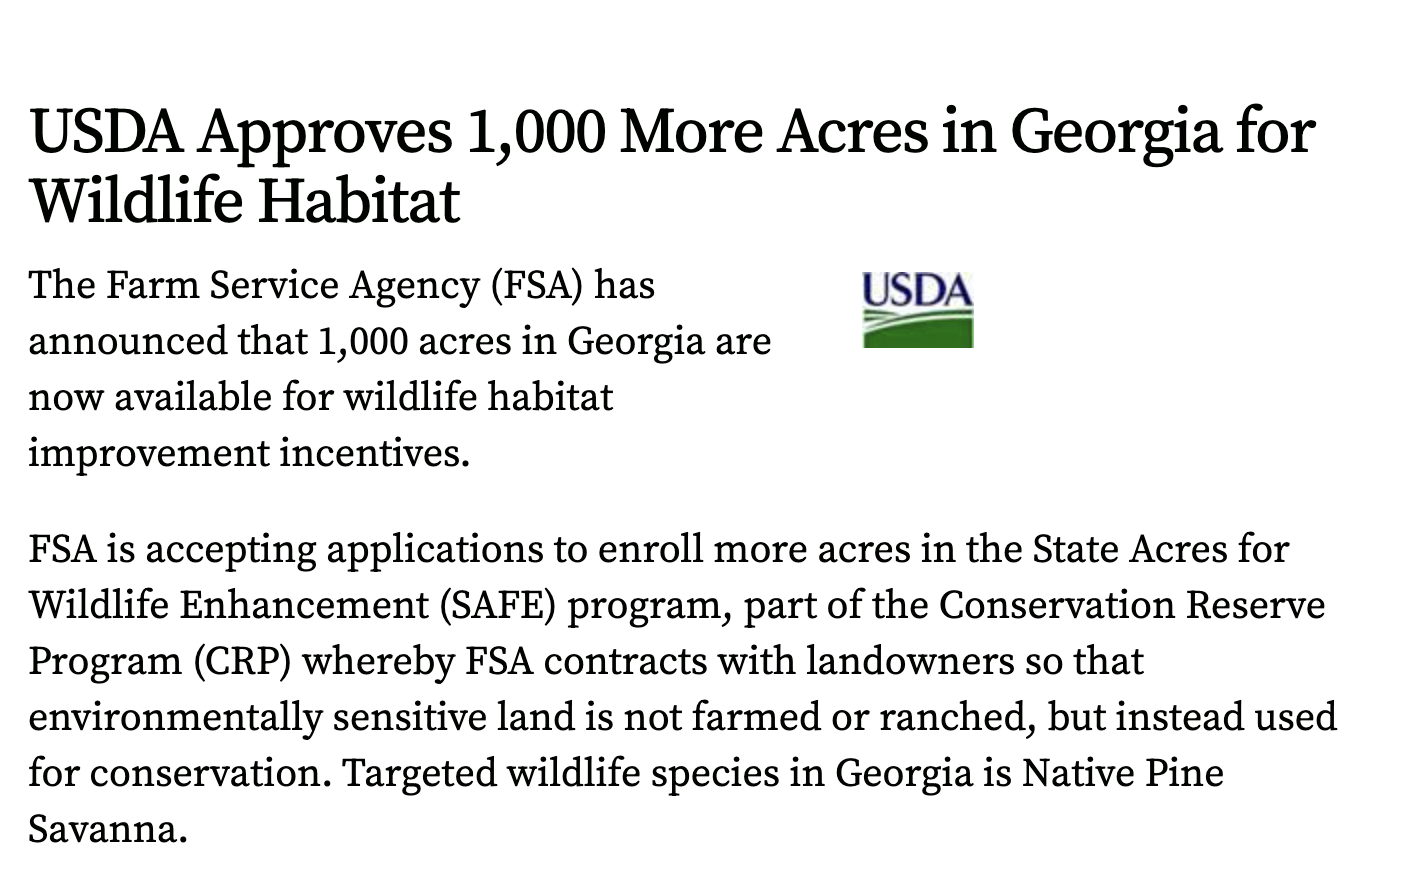 USDA Approves 1,000 More Acres in Georgia for
Wildlife Habitat
The Farm Service Agency (FSA) has
announced that 1,000 acres in Georgia are
now available for wildlife habitat
improvement incentives.
USDA
FSA is accepting applications to enroll more acres in the State Acres for
Wildlife Enhancement (SAFE) program, part of the Conservation Reserve
Program (CRP) whereby FSA contracts with landowners so that
environmentally sensitive land is not farmed or ranched, but instead used
for conservation. Targeted wildlife species in Georgia is Native Pine
Savanna.